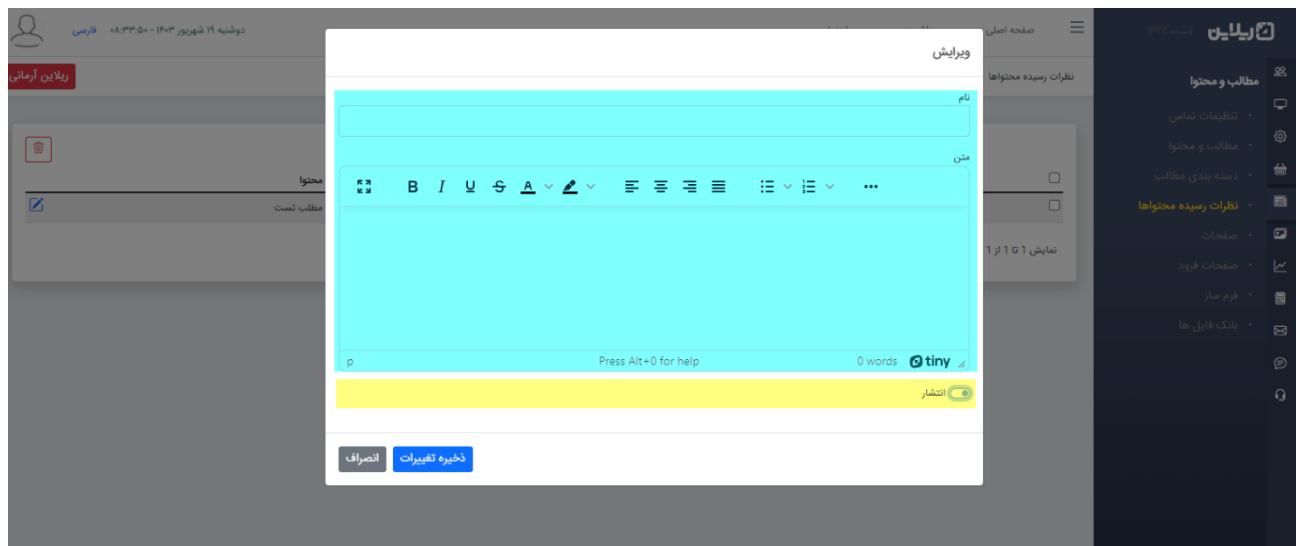 ریلاین
صفحه اصلی
دوشنبه ۱۹ شهریور ۱۴۰۳ - ۰۸:۳۳:۵۰
فارسی
مطالب و محتوا
تنظیمات تماس
مطالب و محتوا
دسته بندی مطالب
نظرات رسیده محتواها
صفحات
صفحات فرود
فرم ساز
بانک فایل ها
نظرات رسیده محتواها
ریلاین آرمانی
محتوا
مطلب تست
نمایش 1 تا 1 از 1
ویرایش
نام
متن
B I U S A
p Press Alt+0 for help 0 words tiny
انتشار
ذخیره تغییرات
انصراف